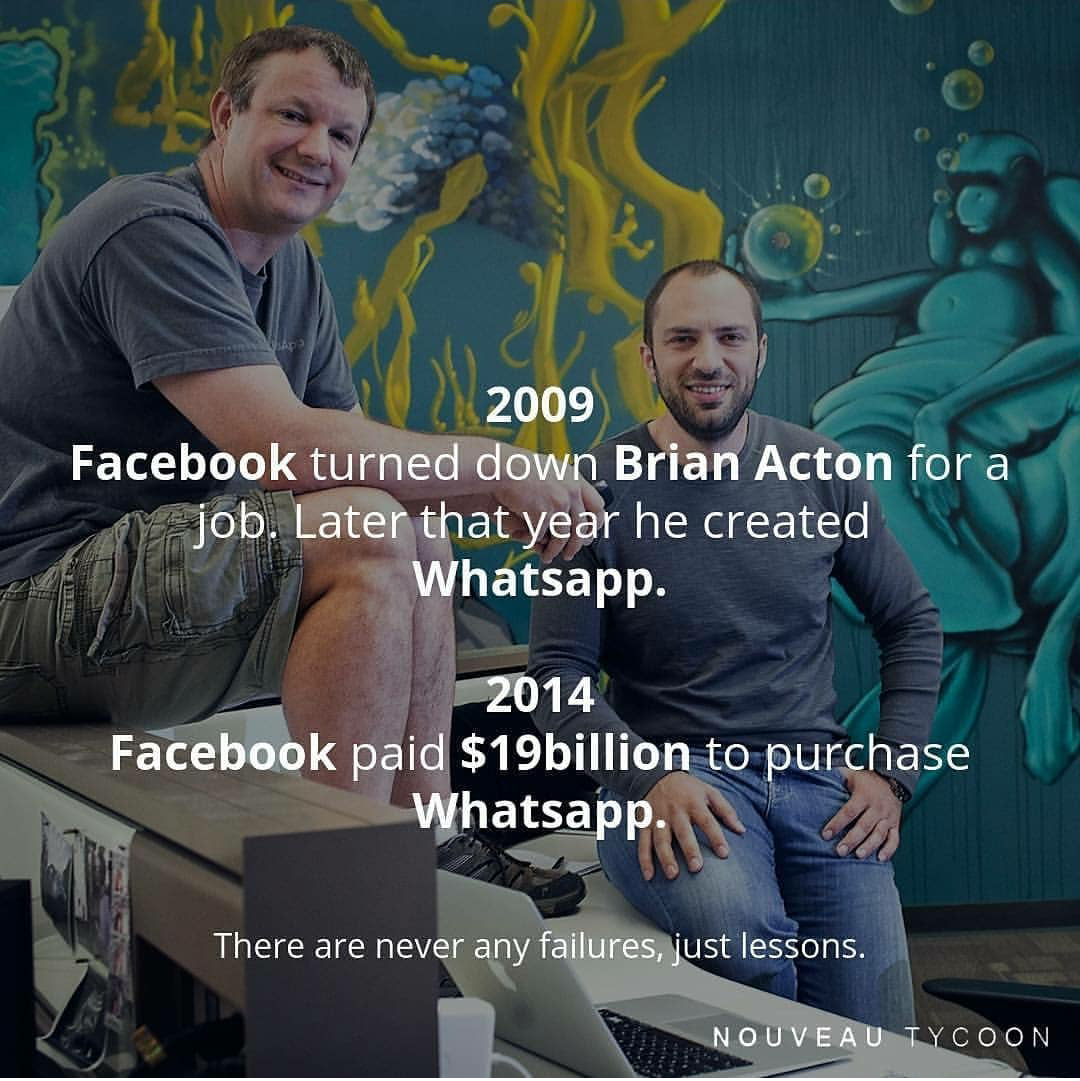 2009
Facebook turned down Brian Acton for a
job. Later that year he created
Whatsapp.
2014
Facebook paid $19billion to purchase
Whatsapp.
There are never any failures, just lessons.
NOUVEAU TYCOON